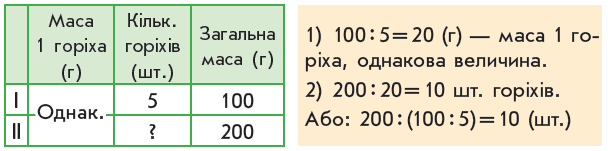 Маса
1 горіха
(г)
Кільк.
горіхів
(шт.)
Загальна
маса (г)
I
Однак.
5
100
II
?
200
1) 100:5=20 (г) — маса 1 го-
ріха, однакова величина.
2) 200:20=10 шт. горіхів.
Або: 200:(100:5)=10 (шт.)